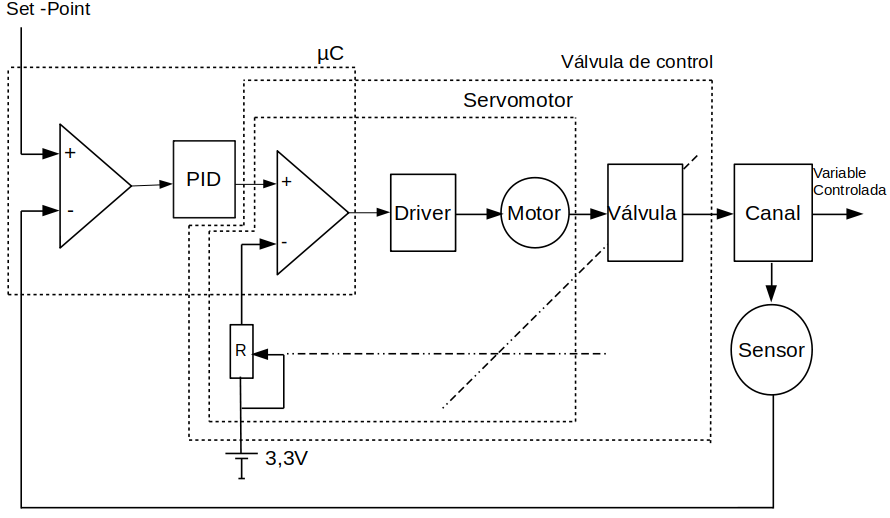 Set -Point
µC
Válvula de control
Servomotor
+
-
PID
+
-
Driver
Motor
Válvula
Canal
Variable
Controlada
R
Sensor
3,3V